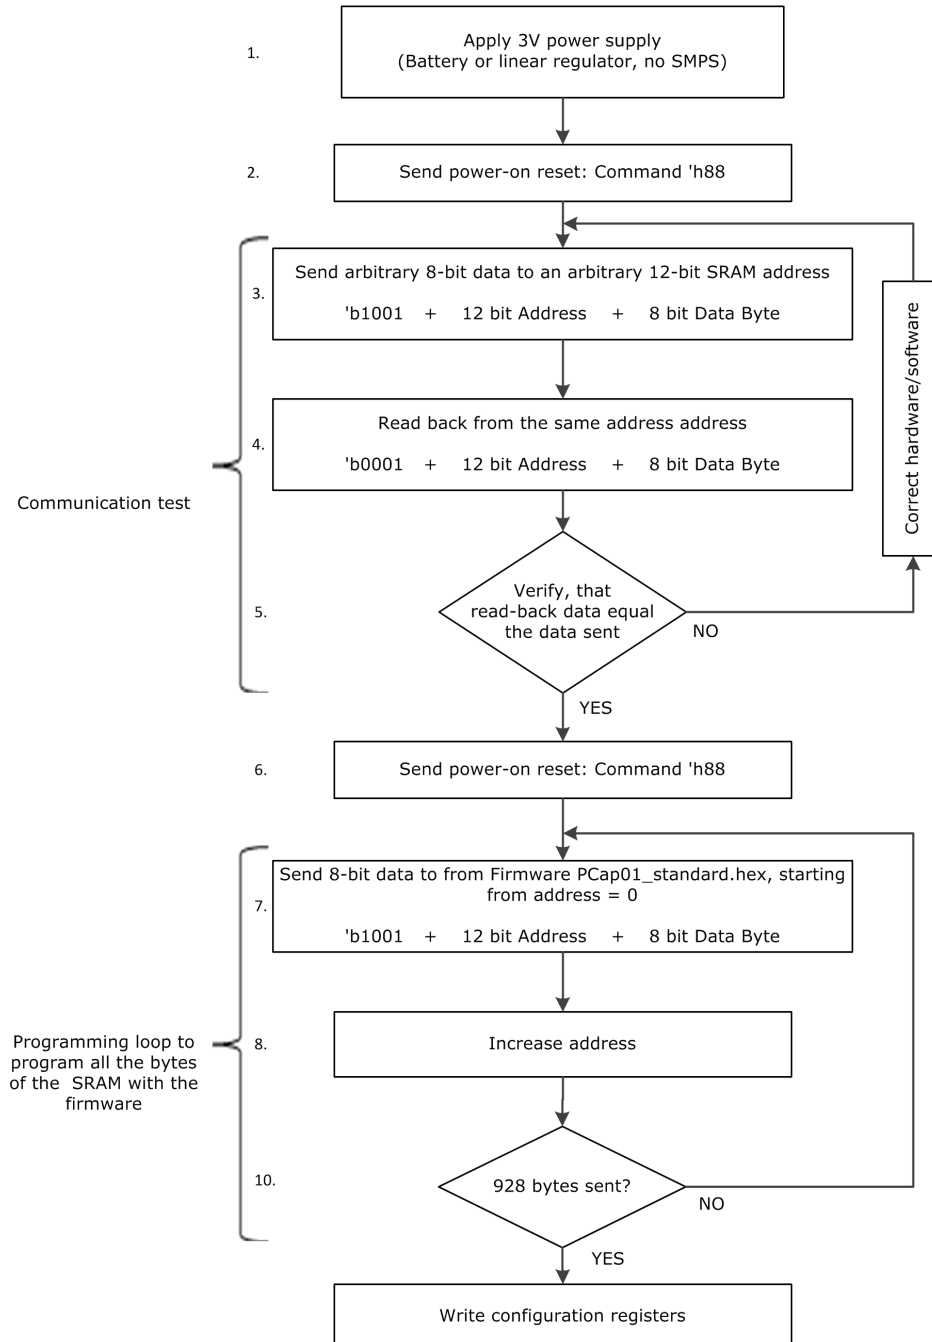 1.
Apply 3V power supply
(Battery or linear regulator, no SMPS)
2.
Send power-on reset: Command 'h88
3.
Send arbitrary 8-bit data to an arbitrary 12-bit SRAM address
'b1001 + 12 bit Address + 8 bit Data Byte
Correct hardware/software
4.
Read back from the same address address
'b0001 + 12 bit Address + 8 bit Data Byte
Communication test
5.
Verify, that
read-back data equal
the data sent
NO
YES
6.
Send power-on reset: Command 'h88
7.
Send 8-bit data to from Firmware PCap01_standard.hex, starting
from address = 0
'b1001 + 12 bit Address + 8 bit Data Byte
Programming loop to
program all the bytes
of the SRAM with the
firmware
8.
Increase address
10.
928 bytes sent?
NO
YES
Write configuration registers